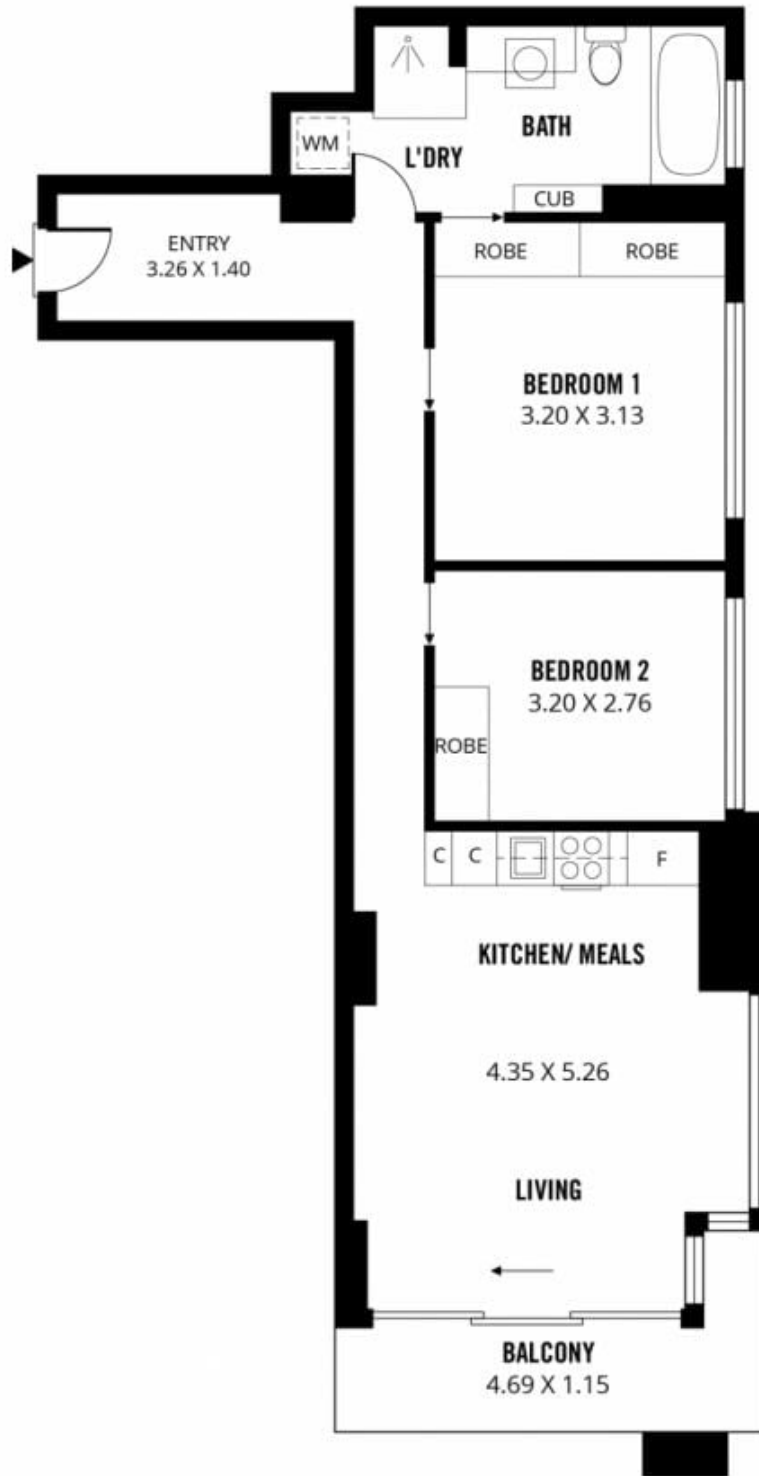 BATH
WM
L'DRY
CUB
ENTRY
3.26 X 1.40
ROBE
ROBE
BEDROOM 1
3.20 X 3.13
BEDROOM 2
3.20 X 2.76
ROBE
C
C
F
KITCHEN/ MEALS
4.35 X 5.26
LIVING
BALCONY
4.69 X 1.15